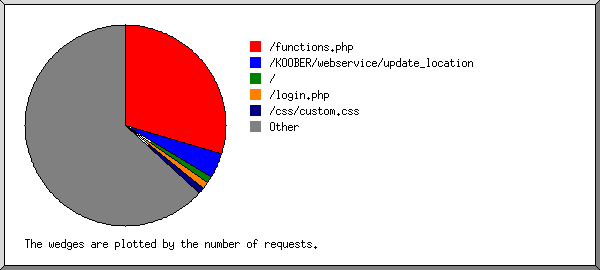 /functions.php
/KOOBER/webservice/update_location
/
/login.php
/css/custom.css
Other
The wedges are plotted by the number of requests.